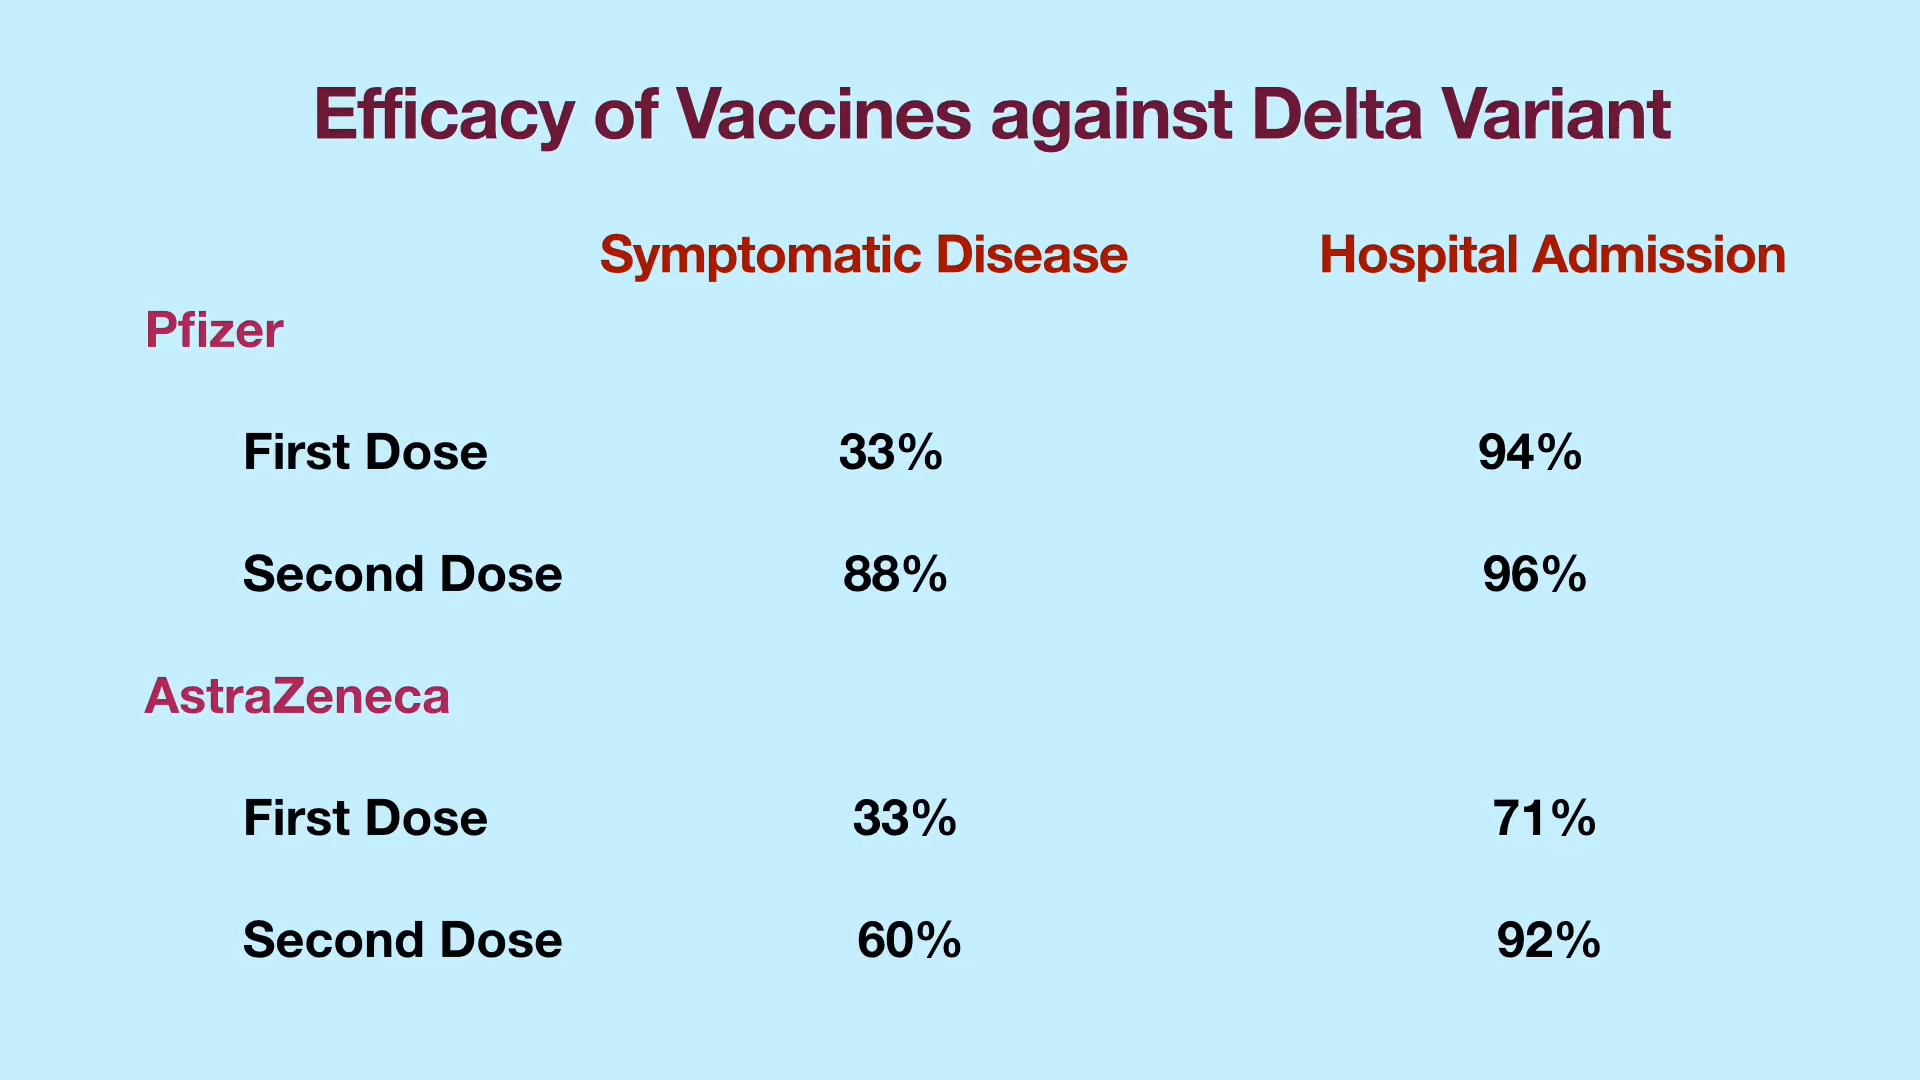 Efficacy of Vaccines against Delta Variant
Symptomatic Disease Hospital Admission
Pfizer
First Dose 33% 94%
Second Dose 88% 96%
AstraZeneca
First Dose 33% 71%
Second Dose 60% 92%